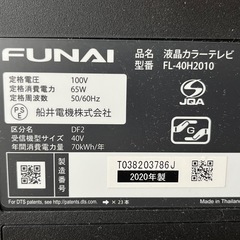 FUNAI
品名 液晶カラーテレビ
型番 FL-40H2010
定格電圧: 100V
定格消費電力: 65W
定格周波数: 50/60Hz
PSE
船井電機株式会社
JQA
区分名: DF2
受信機型サイズ: 40V
年間消費電力量: 70kWh/年
G
製造番号
T038203786J
2020年製
For DTS patents, see http://patents.dts.com.
→ × 23本